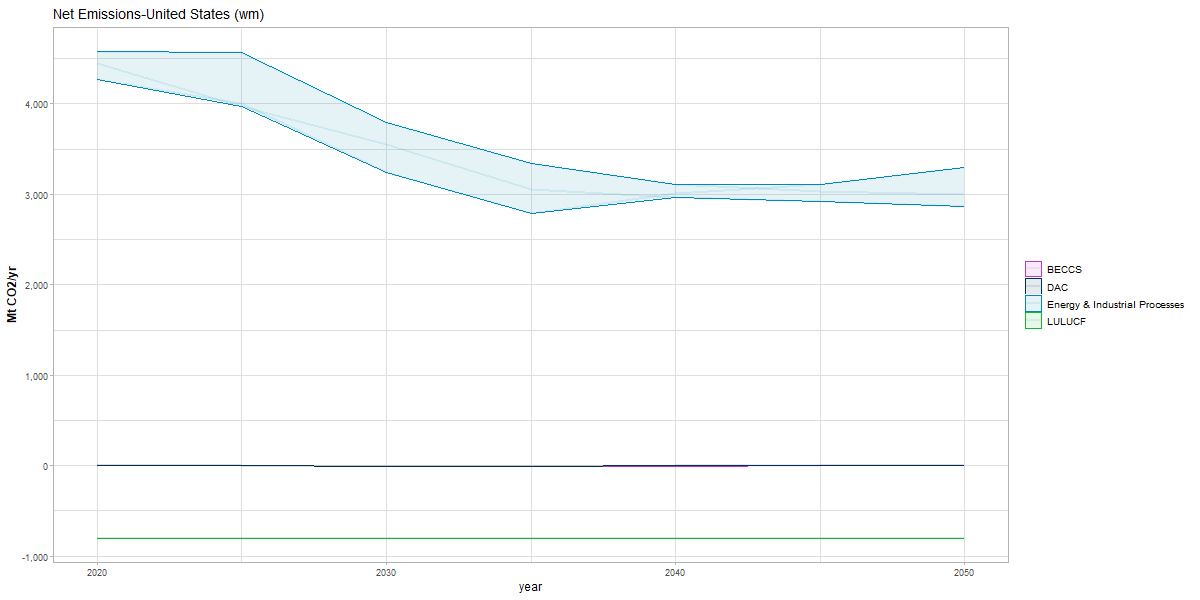 Net Emissions-United States (wm)
4,000
3,000
2,000
1,000
0
-1,000
Mt CO2/yr
2020
2030
2040
2050
year
BECCS
DAC
Energy & Industrial Processes
LULUCF